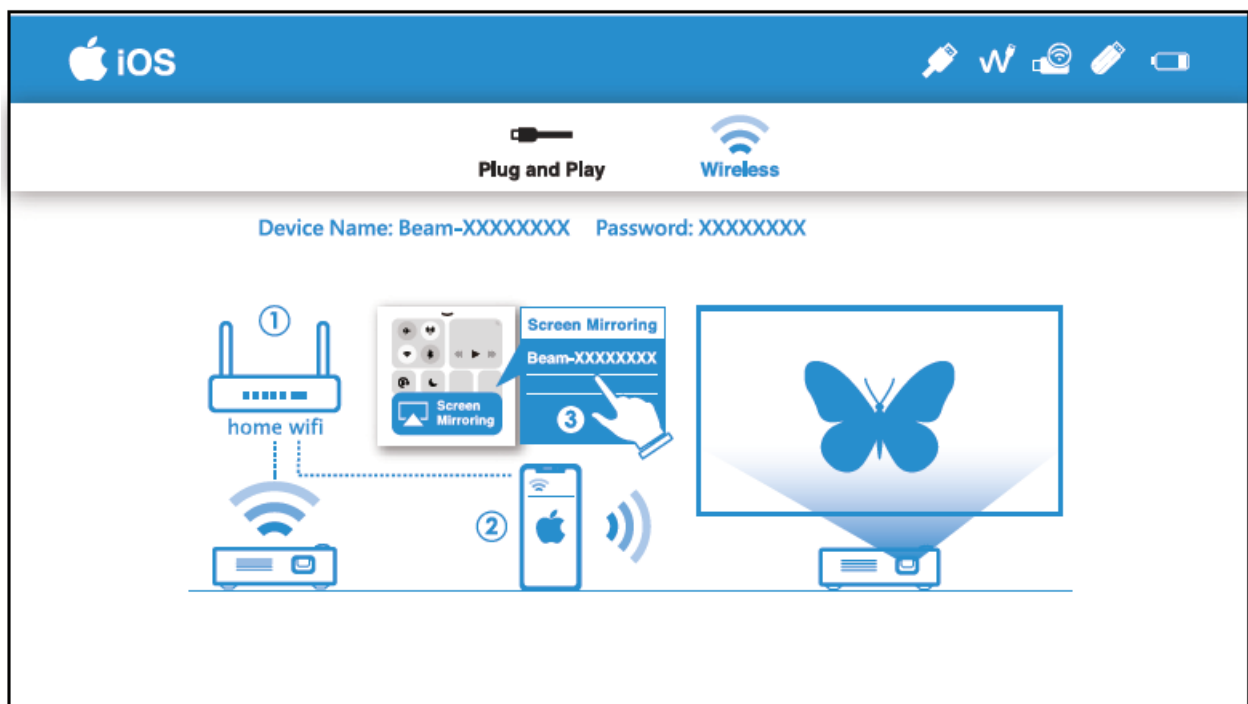 iOS
Plug and Play
Wireless
Device Name: Beam-XXXXXXXX Password: XXXXXXXX
①
home wifi
Screen
Mirroring
Screen Mirroring
Beam-XXXXXXXX
③
②